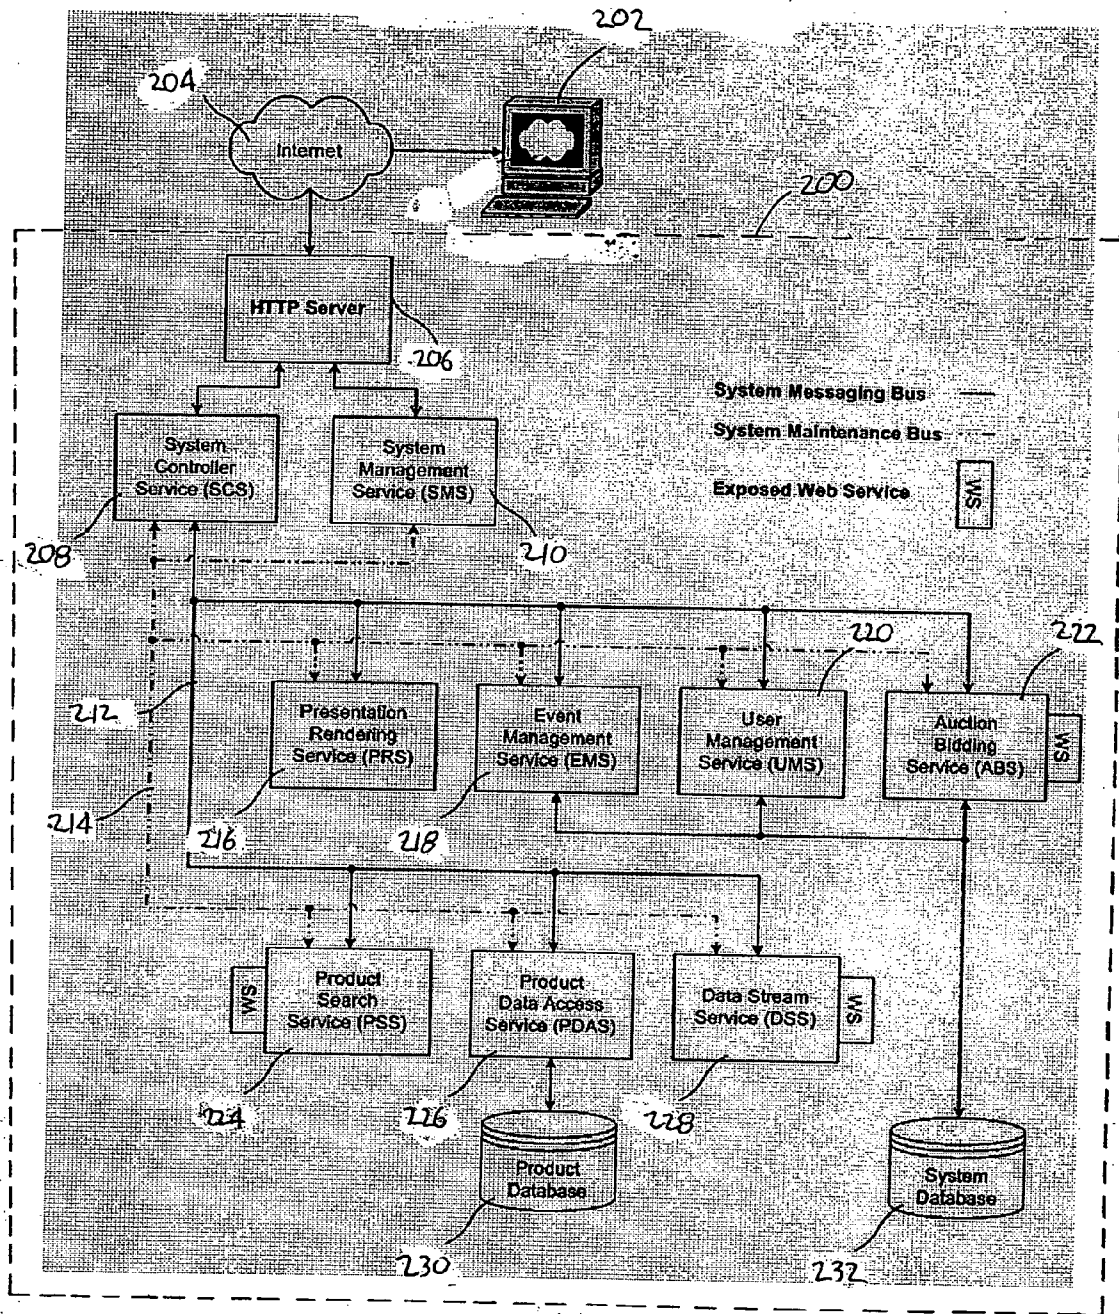 202
204
Internet
200
HTTP Server
206
System Messaging Bus
System Maintenance Bus
Exposed Web Service
WS
System
Controller
Service (SCS)
System
Management
Service (SMS)
208
210
220
222
212
Presentation
Rendering
Service (PRS)
Event
Management
Service (EMS)
User
Management
Service (UMS)
Auction
Bidding
Service (ABS)
WS
214
216
218
WS
Product
Search
Service (PSS)
Product
Data Access
Service (PDAS)
Data Stream
Service (DSS)
WS
224
226
228
Product
Database
System
Database
230
232